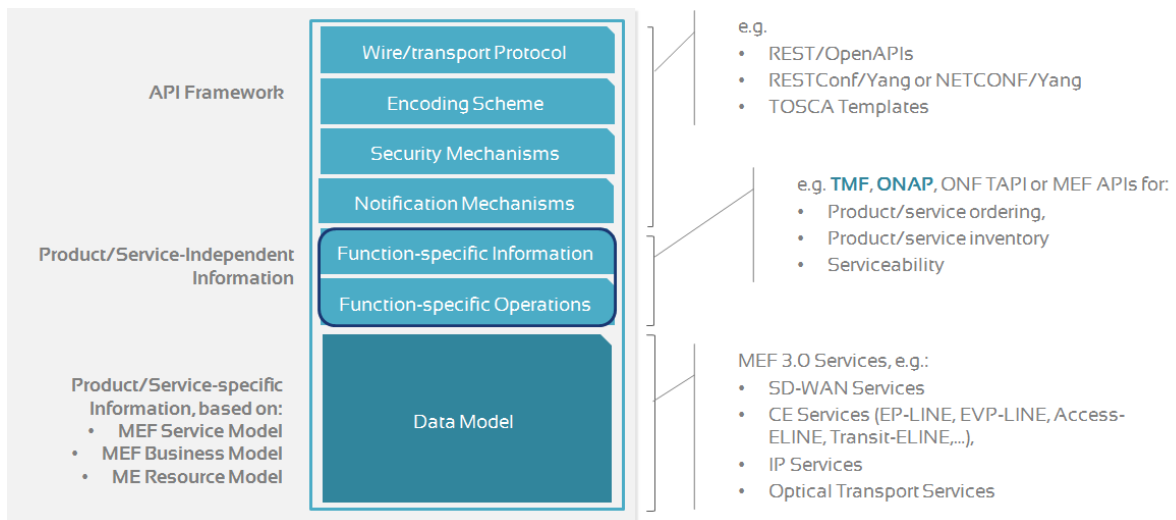 API Framework
Wire/transport Protocol
Encoding Scheme
Security Mechanisms
Notification Mechanisms
e.g.
• REST/OpenAPIs
• RESTConf/Yang or NETCONF/Yang
• TOSCA Templates
Product/Service-Independent
Information
Function-specific Information
Function-specific Operations
e.g. TMF, ONAP, ONF TAPI or MEF APIs for:
• Product/service ordering,
• Product/service inventory
• Serviceability
Product/Service-specific
Information, based on:
• MEF Service Model
• MEF Business Model
• ME Resource Model
Data Model
MEF 3.0 Services, e.g.:
• SD-WAN Services
• CE Services (EP-LINE, EVP-LINE, Access-
ELINE, Transit-ELINE,...),
• IP Services
• Optical Transport Services